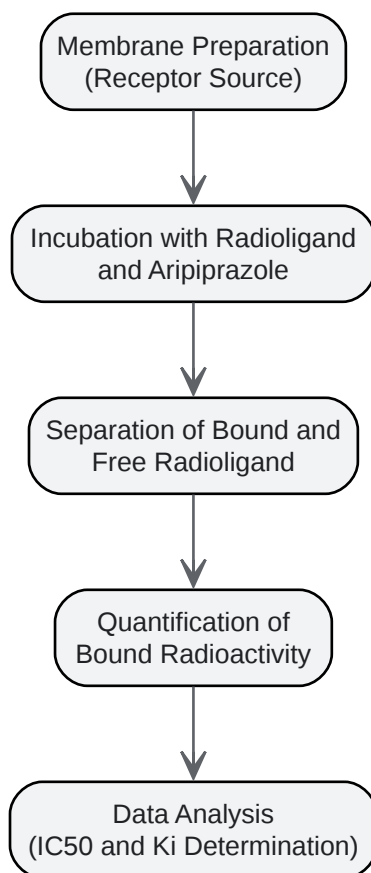 Membrane Preparation
(Receptor Source)
Incubation with Radioligand
and Aripiprazole
Separation of Bound and
Free Radioligand
Quantification of
Bound Radioactivity
Data Analysis
(IC50 and Ki Determination)